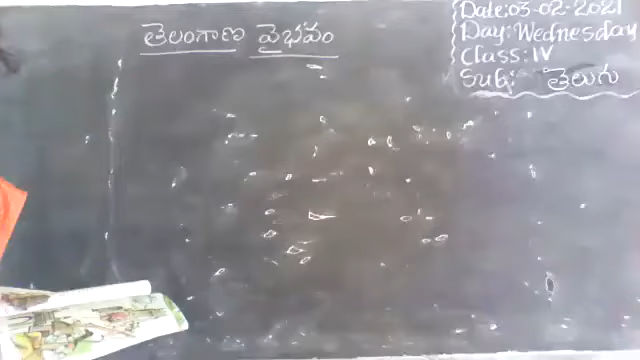 తెలంగాణ వైభవం
Date:03-02-2021
Day: Wednesday
Class: IV
Sub: తెలుగు